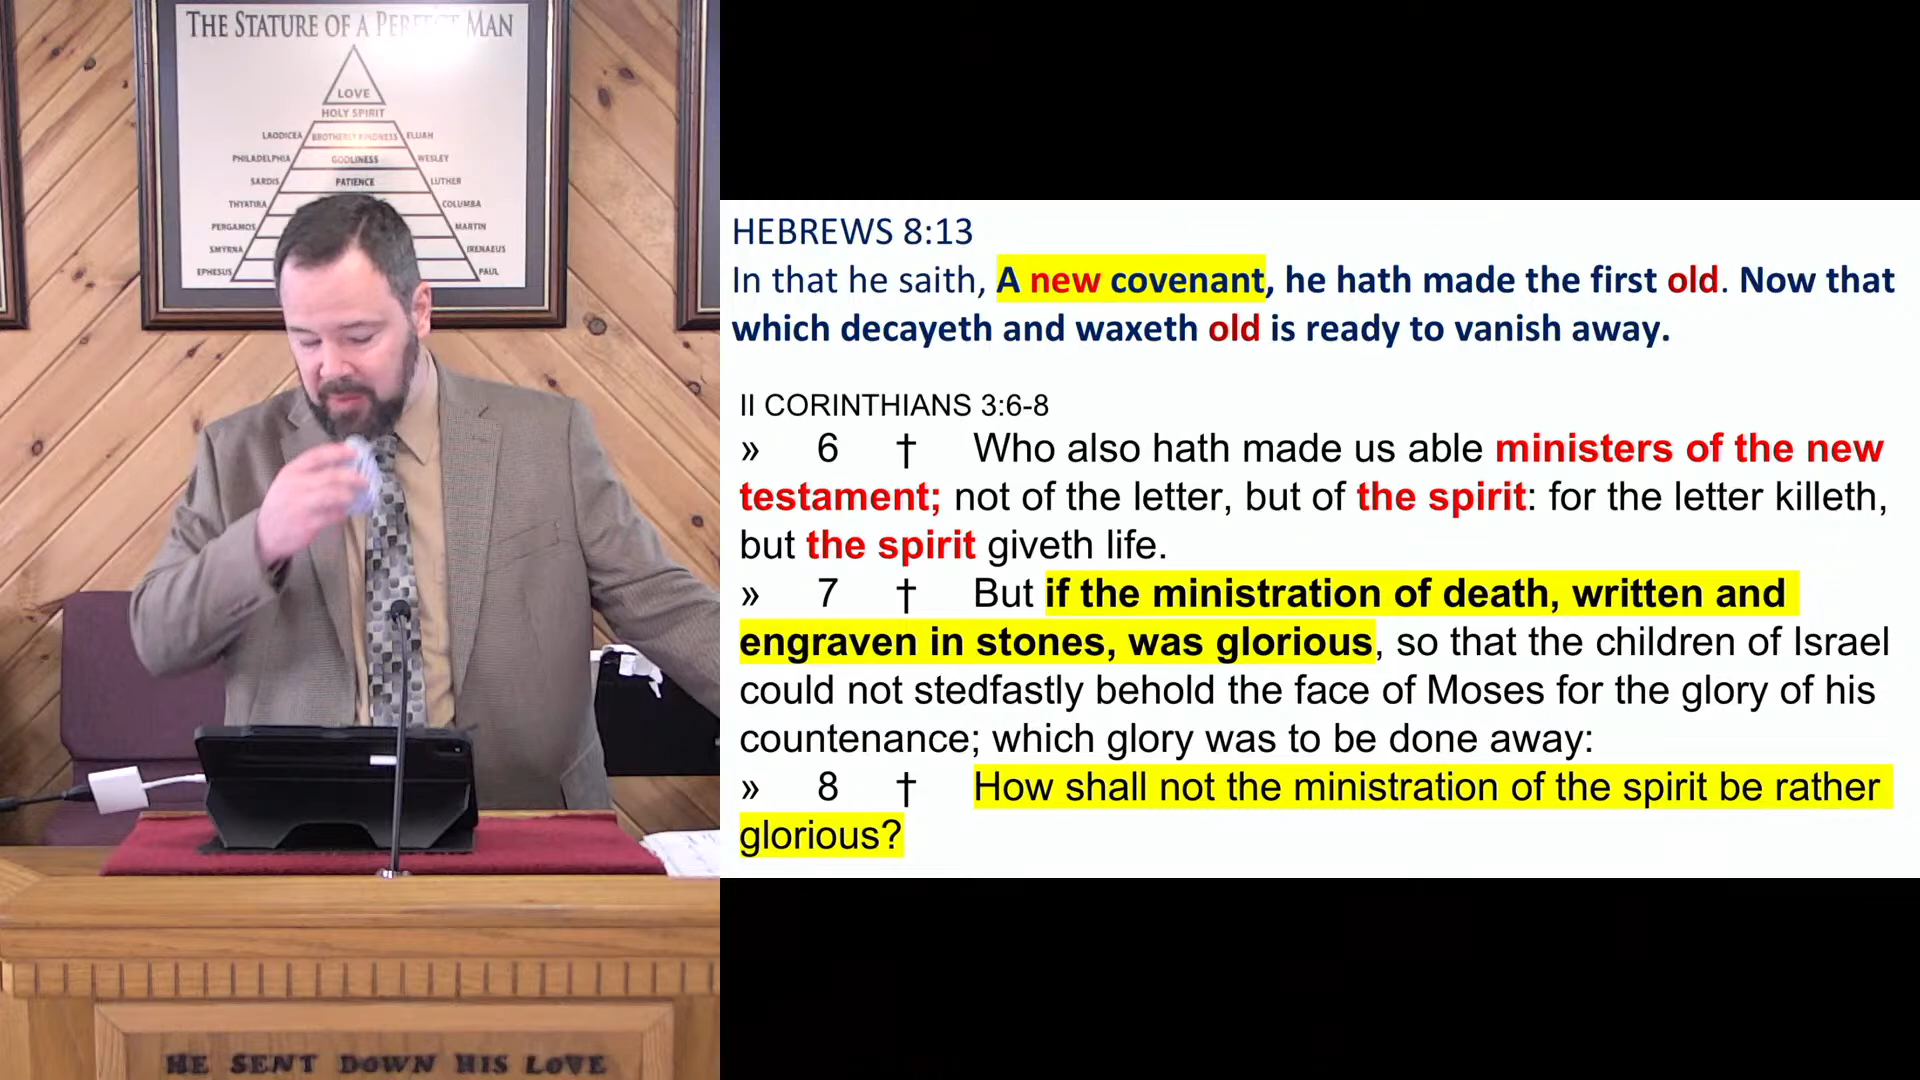 THE STATURE OF A PERFECT MAN
LOVE
HOLY SPIRIT
LAODICEA BROTHERLY KINDNESS ELIJAH
PHILADELPHIA GODLINESS WESLEY
SARDIS PATIENCE LUTHER
THYATIRA COLUMBA
PERGAMOS MARTIN
SMYRNA IRENAEUS
EPHESUS PAUL
HE SENT DOWN HIS LOVE
HEBREWS 8:13
In that he saith, A new covenant, he hath made the first old. Now that
which decayeth and waxeth old is ready to vanish away.
II CORINTHIANS 3:6-8
» 6 † Who also hath made us able ministers of the new
testament; not of the letter, but of the spirit: for the letter killeth,
but the spirit giveth life.
» 7 † But if the ministration of death, written and
engraven in stones, was glorious, so that the children of Israel
could not stedfastly behold the face of Moses for the glory of his
countenance; which glory was to be done away:
» 8 † How shall not the ministration of the spirit be rather
glorious?